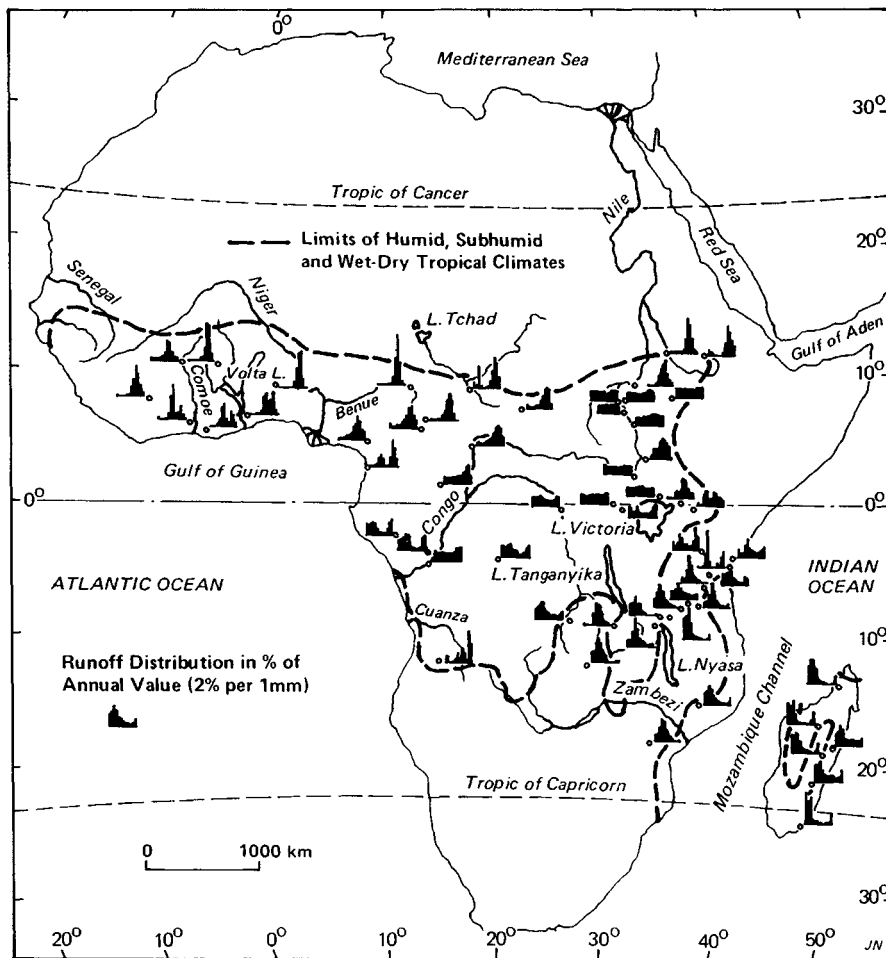 0°
Mediterranean Sea
30°
Tropic of Cancer
Nile
Red Sea
20°
Limits of Humid, Subhumid
and Wet-Dry Tropical Climates
Senegal
Niger
L. Tchad
Gulf of Aden
10°
Volta L.
Comoe
Benue
Gulf of Guinea
Congo
0°
0°
L. Victoria
INDIAN
OCEAN
ATLANTIC OCEAN
L. Tanganyika
Cuanza
10°
Runoff Distribution in % of
Annual Value (2% per 1mm)
L. Nyasa
Zambezi
Mozambique Channel
20°
Tropic of Capricorn
0
1000 km
30°
20°
10°
0°
10°
20°
30°
40°
50°
JN